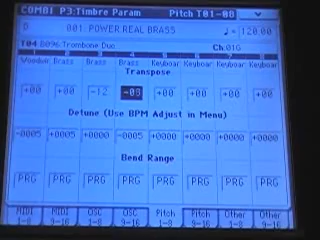 COMBI P3:Timbre Param Pitch T01-08
D 001: POWER REAL BRASS ♩= 120.00
T04 B096: Trombone Duo Ch:01G
Woodwin Brass Brass Brass Keyboar Keyboar Keyboar Keyboar
Transpose
+00 +00 -12 -03 +00 +00 +00 +00
Detune (Use BPM Adjust in Menu)
-0005 +0005 +0000 -0005 +0000 +0000 +0000 +0000
Bend Range
PRG PRG PRG PRG PRG PRG PRG PRG
MIDI 1-8 MIDI 9-16 OSC 1-8 OSC 9-16 Pitch 1-8 Pitch 9-16 Other 1-8 Other 9-16